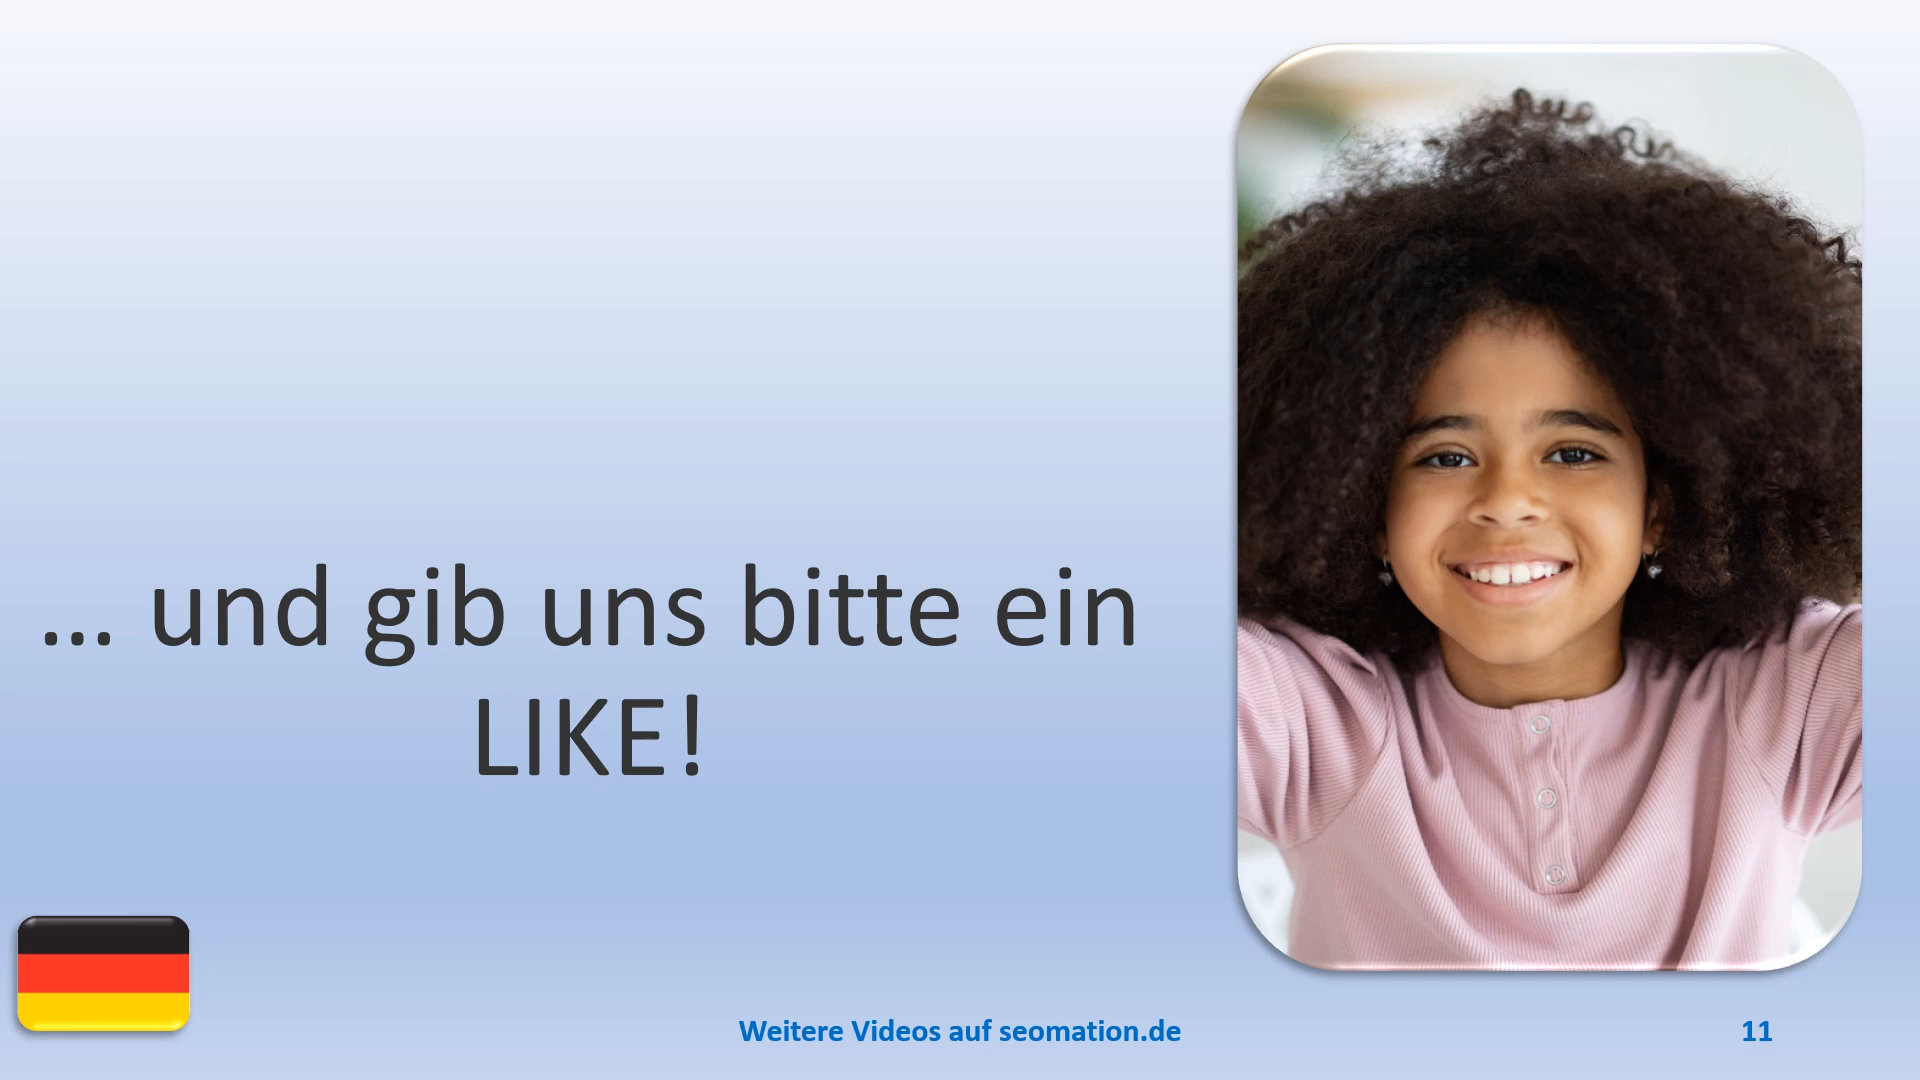 ... und gib uns bitte ein
LIKE!
Weitere Videos auf seomation.de
11